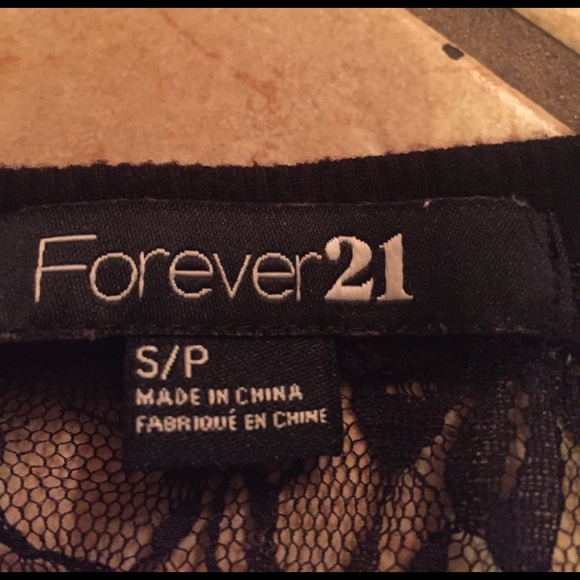 Forever21
S/P
MADE IN CHINA
FABRIQUÉ EN CHINE